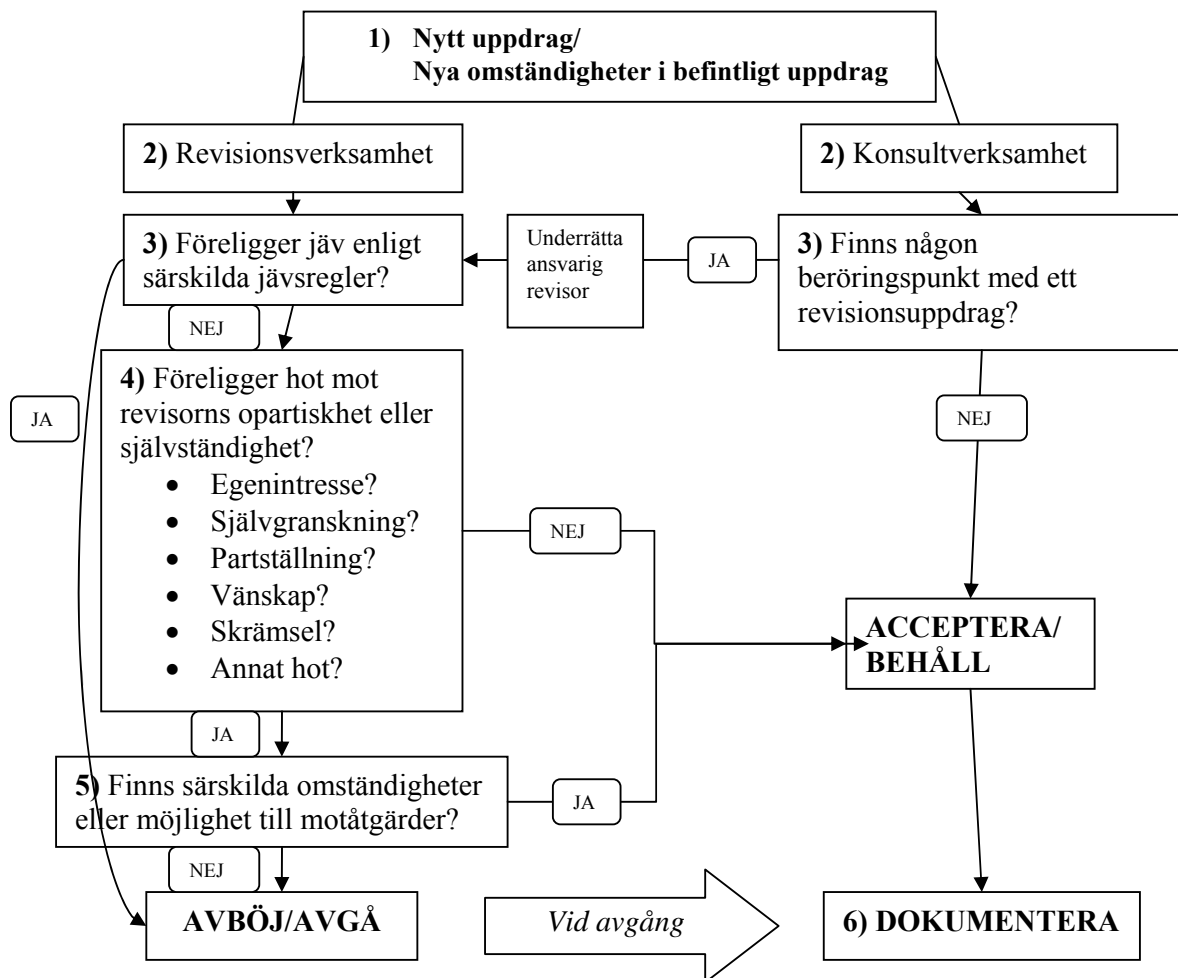 1) Nytt uppdrag/
Nya omständigheter i befintligt uppdrag
2) Revisionsverksamhet
2) Konsultverksamhet
3) Föreligger jäv enligt
särskilda jävsregler?
Underrätta
ansvarig
revisor
JA
3) Finns någon
beröringspunkt med ett
revisionsuppdrag?
NEJ
JA
4) Föreligger hot mot
revisorns opartiskhet eller
självständighet?
• Egenintresse?
• Självgranskning?
• Partställning?
• Vänskap?
• Skrämsel?
• Annat hot?
NEJ
NEJ
ACCEPTERA/
BEHÅLL
JA
5) Finns särskilda omständigheter
eller möjlighet till motåtgärder?
JA
NEJ
AVBÖJ/AVGÅ
Vid avgång
6) DOKUMENTERA